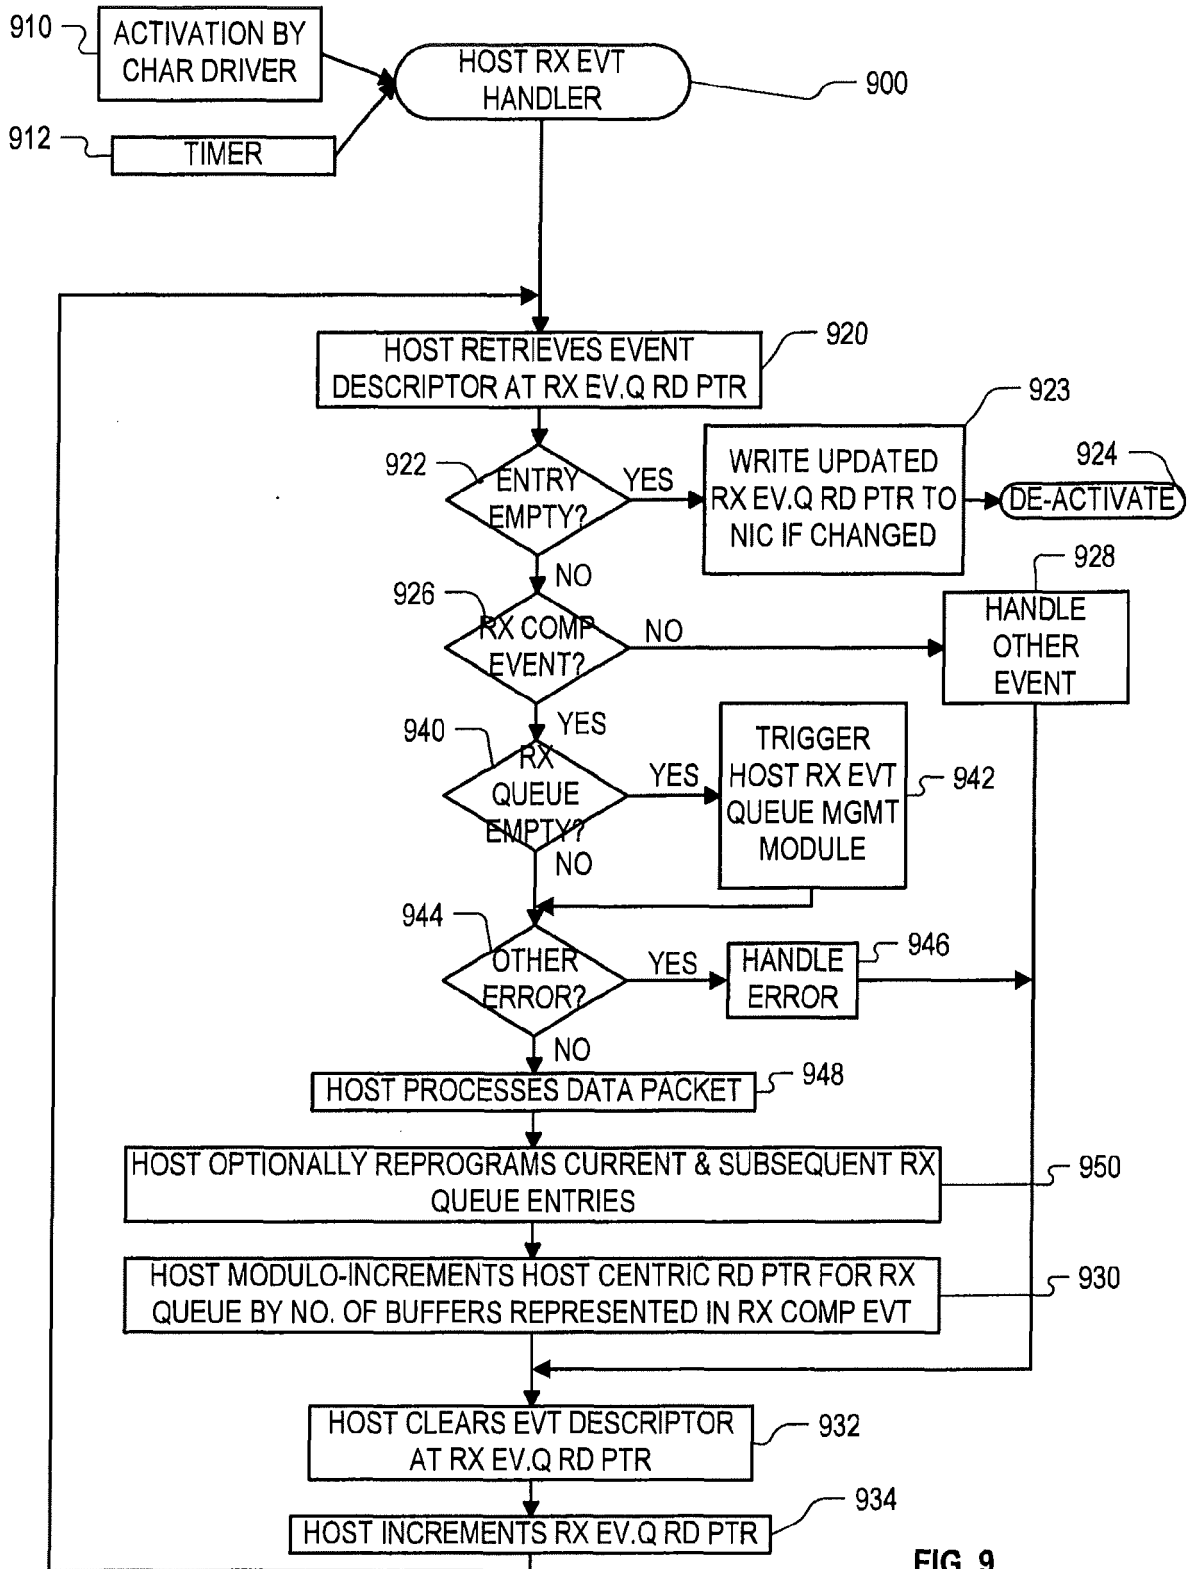 910
ACTIVATION BY
CHAR DRIVER
HOST RX EVT
HANDLER
900
912
TIMER
920
HOST RETRIEVES EVENT
DESCRIPTOR AT RX EV.Q RD PTR
923
922
ENTRY
EMPTY?
YES
WRITE UPDATED
RX EV.Q RD PTR TO
NIC IF CHANGED
924
DE-ACTIVATE
NO
928
926
RX COMP
EVENT?
NO
HANDLE
OTHER
EVENT
YES
940
RX
QUEUE
EMPTY?
YES
TRIGGER
HOST RX EVT
QUEUE MGMT
MODULE
942
NO
944
OTHER
ERROR?
YES
HANDLE
ERROR
946
NO
HOST PROCESSES DATA PACKET
948
HOST OPTIONALLY REPROGRAMS CURRENT & SUBSEQUENT RX
QUEUE ENTRIES
950
HOST MODULO-INCREMENTS HOST CENTRIC RD PTR FOR RX
QUEUE BY NO. OF BUFFERS REPRESENTED IN RX COMP EVT
930
HOST CLEARS EVT DESCRIPTOR
AT RX EV.Q RD PTR
932
934
HOST INCREMENTS RX EV.Q RD PTR
FIG. 9